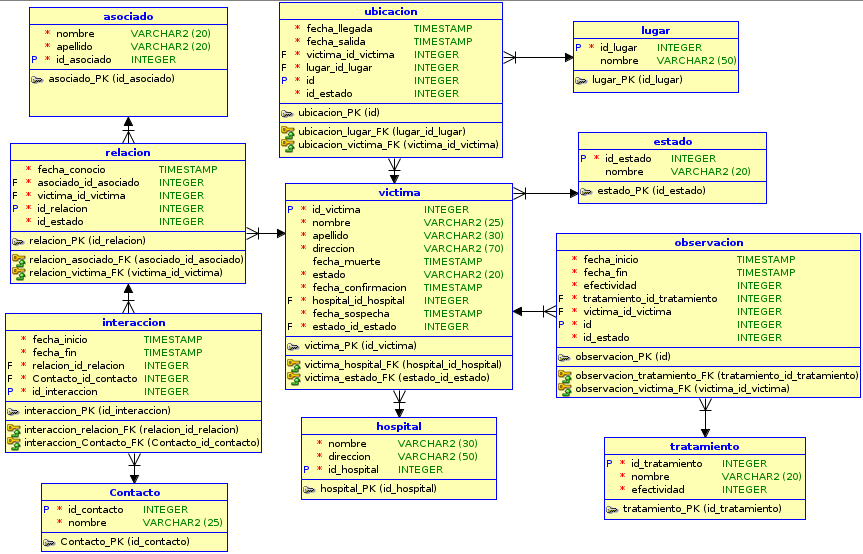 asociado
* nombre VARCHAR2 (20)
* apellido VARCHAR2 (20)
P * id_asociado INTEGER
asociado_PK (id_asociado)
ubicacion
* fecha_llegada TIMESTAMP
* fecha_salida TIMESTAMP
F * victima_id_victima INTEGER
F * lugar_id_lugar INTEGER
P * id INTEGER
* id_estado INTEGER
ubicacion_PK (id)
ubicacion_lugar_FK (lugar_id_lugar)
ubicacion_victima_FK (victima_id_victima)
lugar
P * id_lugar INTEGER
nombre VARCHAR2 (50)
lugar_PK (id_lugar)
relacion
* fecha_conocio TIMESTAMP
F * asociado_id_asociado INTEGER
F * victima_id_victima INTEGER
P * id_relacion INTEGER
* id_estado INTEGER
relacion_PK (id_relacion)
relacion_asociado_FK (asociado_id_asociado)
relacion_victima_FK (victima_id_victima)
estado
P * id_estado INTEGER
nombre VARCHAR2 (20)
estado_PK (id_estado)
victima
P * id_victima INTEGER
* nombre VARCHAR2 (25)
* apellido VARCHAR2 (30)
* direccion VARCHAR2 (70)
fecha_muerte TIMESTAMP
* estado VARCHAR2 (20)
* fecha_confirmacion TIMESTAMP
F * hospital_id_hospital INTEGER
* fecha_sospecha TIMESTAMP
F * estado_id_estado INTEGER
victima_PK (id_victima)
victima_hospital_FK (hospital_id_hospital)
victima_estado_FK (estado_id_estado)
observacion
* fecha_inicio TIMESTAMP
* fecha_fin TIMESTAMP
* efectividad INTEGER
F * tratamiento_id_tratamiento INTEGER
F * victima_id_victima INTEGER
P * id INTEGER
* id_estado INTEGER
observacion_PK (id)
observacion_tratamiento_FK (tratamiento_id_tratamiento)
observacion_victima_FK (victima_id_victima)
interaccion
* fecha_inicio TIMESTAMP
* fecha_fin TIMESTAMP
F * relacion_id_relacion INTEGER
F * Contacto_id_contacto INTEGER
P * id_interaccion INTEGER
interaccion_PK (id_interaccion)
interaccion_relacion_FK (relacion_id_relacion)
interaccion_Contacto_FK (Contacto_id_contacto)
hospital
* nombre VARCHAR2 (30)
* direccion VARCHAR2 (50)
P * id_hospital INTEGER
hospital_PK (id_hospital)
tratamiento
P * id_tratamiento INTEGER
* nombre VARCHAR2 (20)
* efectividad INTEGER
tratamiento_PK (id_tratamiento)
Contacto
P * id_contacto INTEGER
* nombre VARCHAR2 (25)
Contacto_PK (id_contacto)